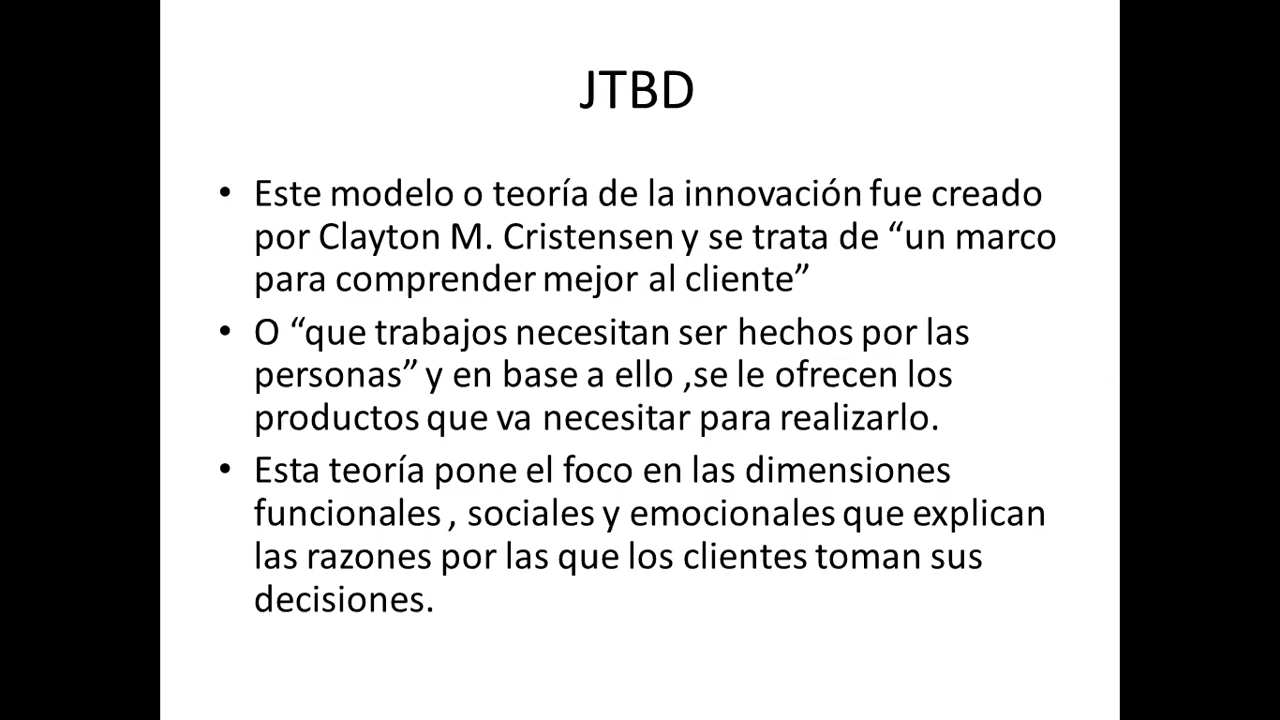 JTBD
• Este modelo o teoría de la innovación fue creado
por Clayton M. Cristensen y se trata de “un marco
para comprender mejor al cliente”
• O “que trabajos necesitan ser hechos por las
personas” y en base a ello ,se le ofrecen los
productos que va necesitar para realizarlo.
• Esta teoría pone el foco en las dimensiones
funcionales , sociales y emocionales que explican
las razones por las que los clientes toman sus
decisiones.